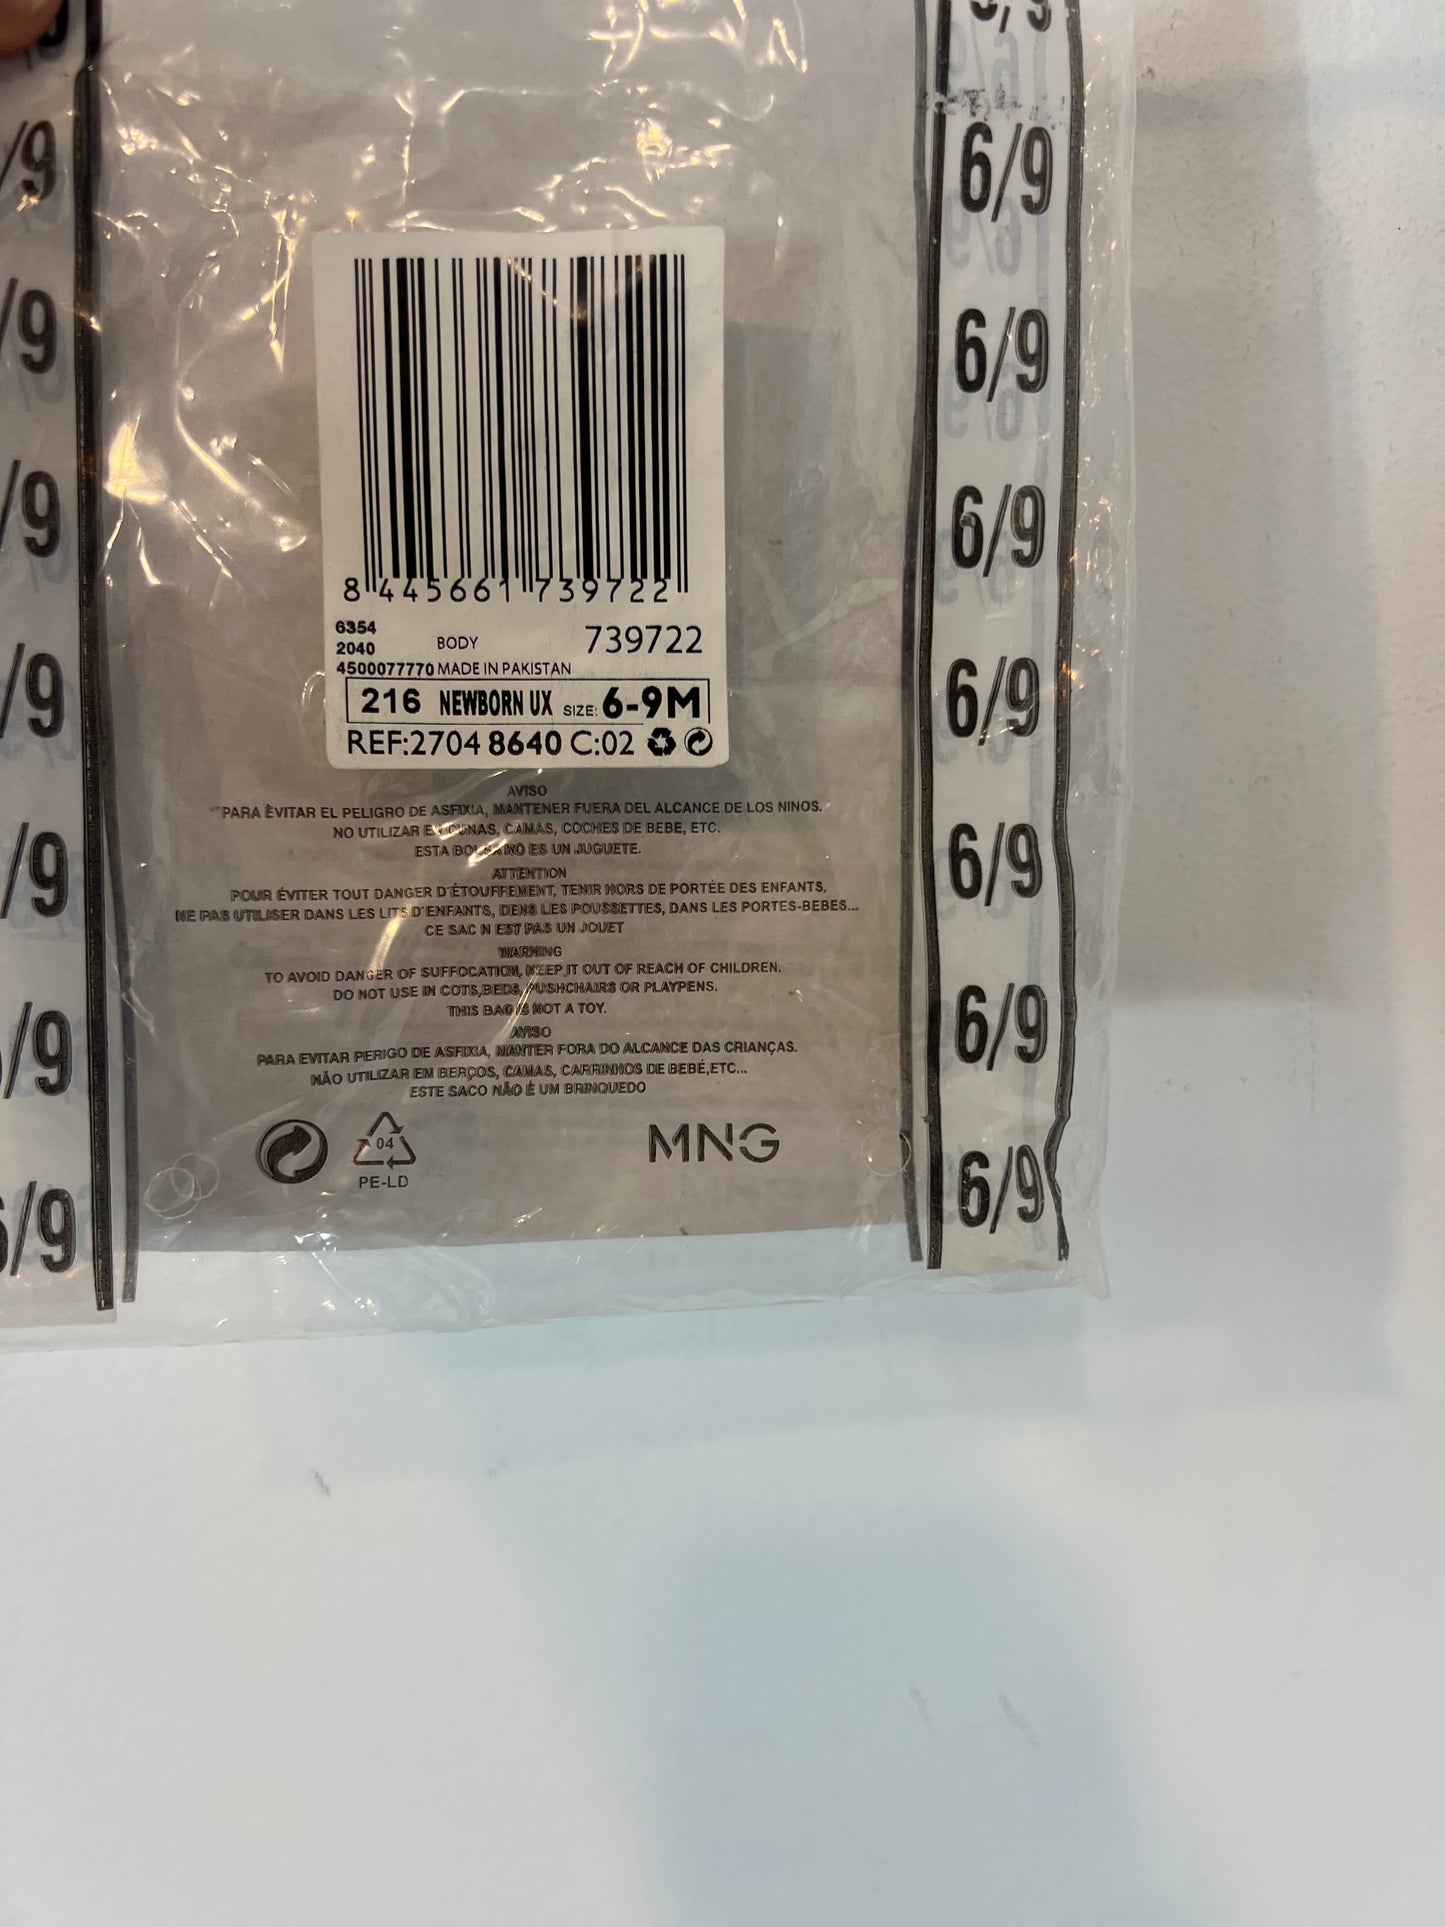 8 445661 739722
6354
2040 BODY 739722
4500077770 MADE IN PAKISTAN
216 NEWBORN UX SIZE: 6-9M
REF:2704 8640 C:02
AVISO
PARA EVITAR EL PELIGRO DE ASFIXIA, MANTENER FUERA DEL ALCANCE DE LOS NINOS.
NO UTILIZAR EN CUNAS, CAMAS, COCHES DE BEBE, ETC.
ESTA BOLSA NO ES UN JUGUETE.
ATTENTION
POUR ÉVITER TOUT DANGER D'ÉTOUFFEMENT, TENIR HORS DE PORTÉE DES ENFANTS.
NE PAS UTILISER DANS LES LITS D'ENFANTS, DENS LES POUSSETTES, DANS LES PORTES-BEBES...
CE SAC N EST PAS UN JOUET
WARNING
TO AVOID DANGER OF SUFFOCATION, KEEP IT OUT OF REACH OF CHILDREN.
DO NOT USE IN COTS,BEDS, PUSHCHAIRS OR PLAYPENS.
THIS BAG IS NOT A TOY.
AVISO
PARA EVITAR PERIGO DE ASFIXIA, MANTER FORA DO ALCANCE DAS CRIANÇAS.
NÃO UTILIZAR EM BERÇOS, CAMAS, CARRINHOS DE BEBÉ,ETC...
ESTE SACO NÃO É UM BRINQUEDO
04
PE-LD
MNG
6/9
6/9
6/9
6/9
6/9
6/9
6/9
/9
/9
/9
/9
/9
/9
6/9